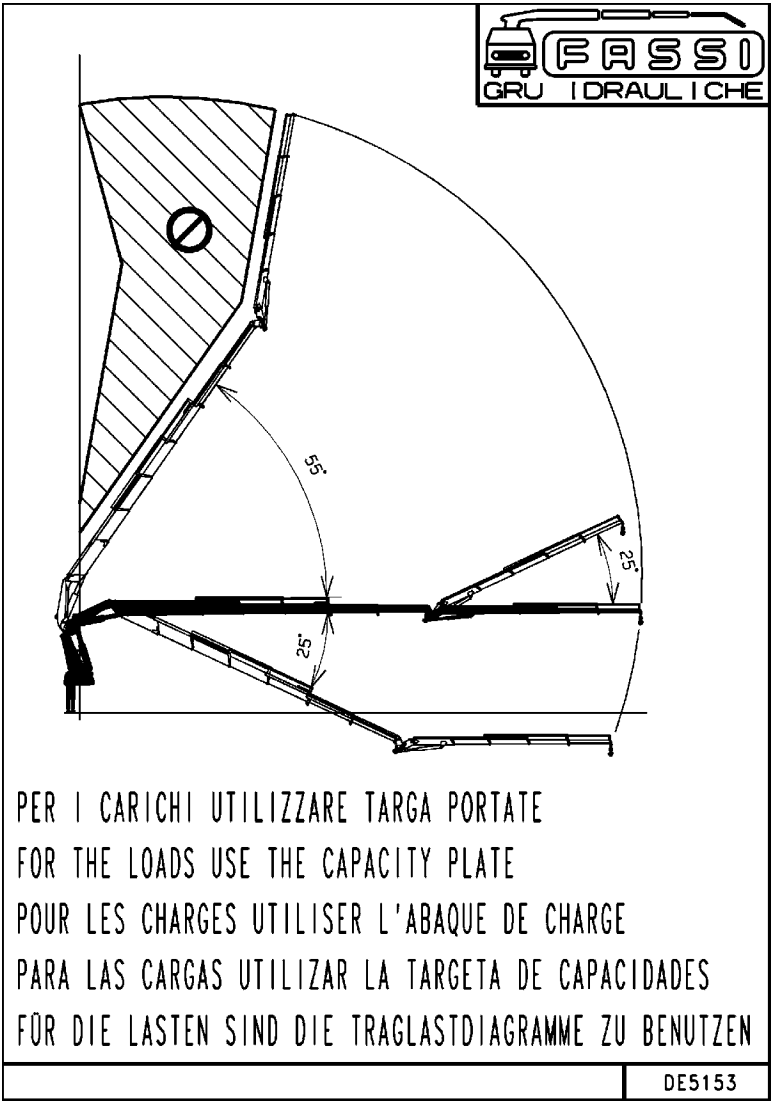 FASSI
GRU IDRAULICHE
55°
25°
25°
PER I CARICHI UTILIZZARE TARGA PORTATE
FOR THE LOADS USE THE CAPACITY PLATE
POUR LES CHARGES UTILISER L'ABAQUE DE CHARGE
PARA LAS CARGAS UTILIZAR LA TARGETA DE CAPACIDADES
FÜR DIE LASTEN SIND DIE TRAGLASTDIAGRAMME ZU BENUTZEN
DE5153